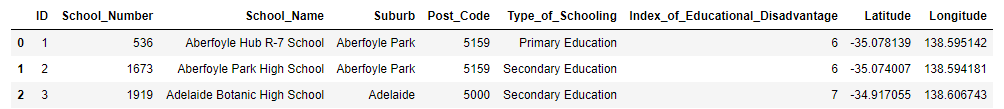 ID School_Number School_Name Suburb Post_Code Type_of_Schooling Index_of_Educational_Disadvantage Latitude Longitude
0 1 536 Aberfoyle Hub R-7 School Aberfoyle Park 5159 Primary Education 6 -35.078139 138.595142
1 2 1673 Aberfoyle Park High School Aberfoyle Park 5159 Secondary Education 6 -35.074007 138.594181
2 3 1919 Adelaide Botanic High School Adelaide 5000 Secondary Education 7 -34.917055 138.606743